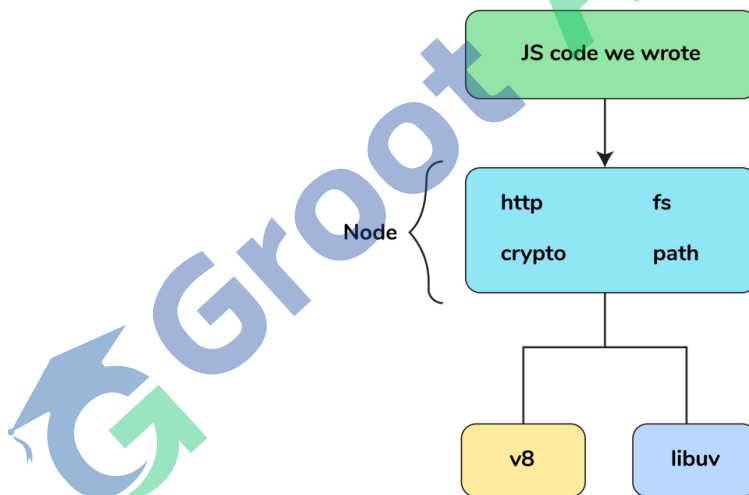 JS code we wrote
http fs
Node
crypto path
v8 libuv
Groot